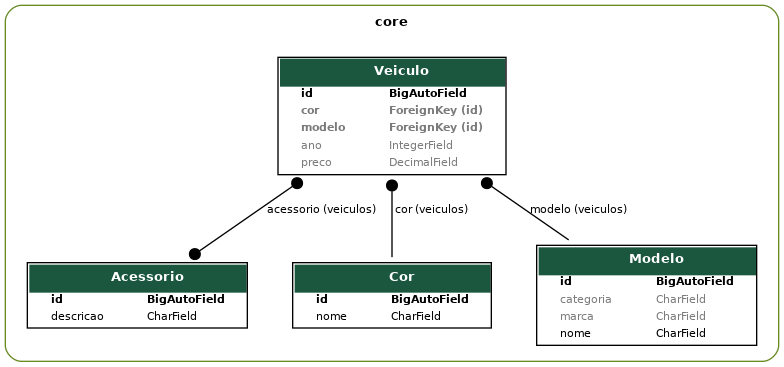 core
Veiculo
id BigAutoField
cor ForeignKey (id)
modelo ForeignKey (id)
ano IntegerField
preco DecimalField
acessorio (veiculos) cor (veiculos) modelo (veiculos)
Acessorio
id BigAutoField
descricao CharField
Cor
id BigAutoField
nome CharField
Modelo
id BigAutoField
categoria CharField
marca CharField
nome CharField